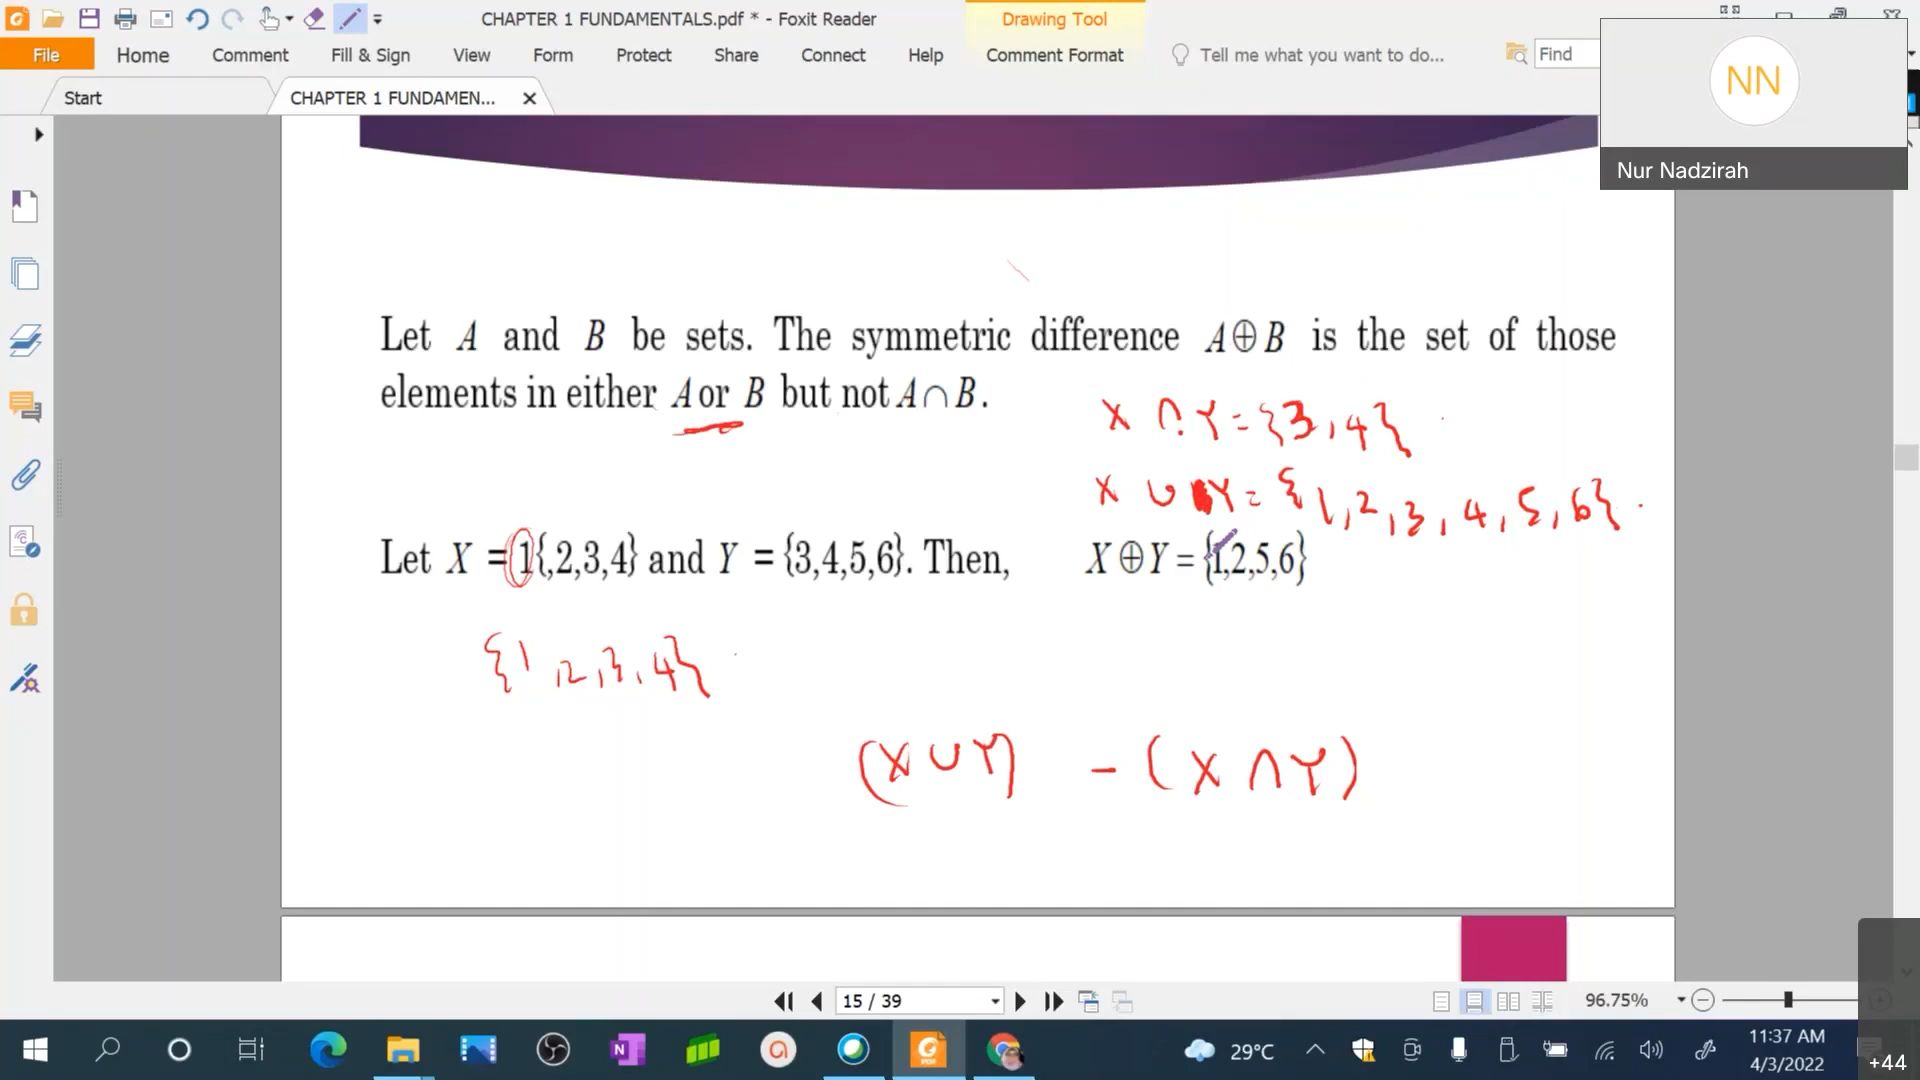 CHAPTER 1 FUNDAMENTALS.pdf * - Foxit Reader
Drawing Tool
File Home Comment Fill & Sign View Form Protect Share Connect Help Comment Format Tell me what you want to do... Find
NN
Nur Nadzirah
Start CHAPTER 1 FUNDAMEN...
Let A and B be sets. The symmetric difference A⊕B is the set of those
elements in either A or B but not A∩B.
X ∩ Y = {3, 4}
X ∪ Y = {1, 2, 3, 4, 5, 6}
Let X = 1{,2,3,4} and Y = {3,4,5,6}. Then, X⊕Y = {1,2,5,6}
{1, 2, 3, 4}
(X ∪ Y) - (X ∩ Y)
15 / 39
96.75%
29°C
11:37 AM
4/3/2022
+44